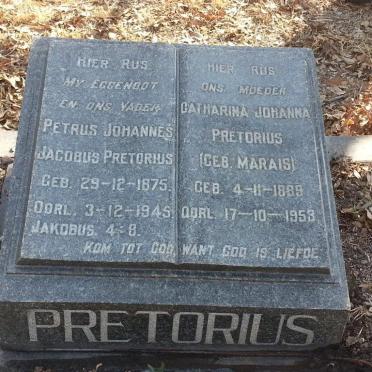 HIER RUS
MY EGGENOOT
EN ONS VADER
PETRUS JOHANNES
JACOBUS PRETORIUS
GEB. 29-12-1875.
OORL. 3-12-1945
JAKOBUS. 4-8.
HIER RUS
ONS MOEDER
CATHARINA JOHANNA
PRETORIUS
(GEB. MARAIS)
GEB. 4-11-1889
OORL 17-10-1953
KOM TOT GOD WANT GOD IS LIEFDE
PRETORIUS